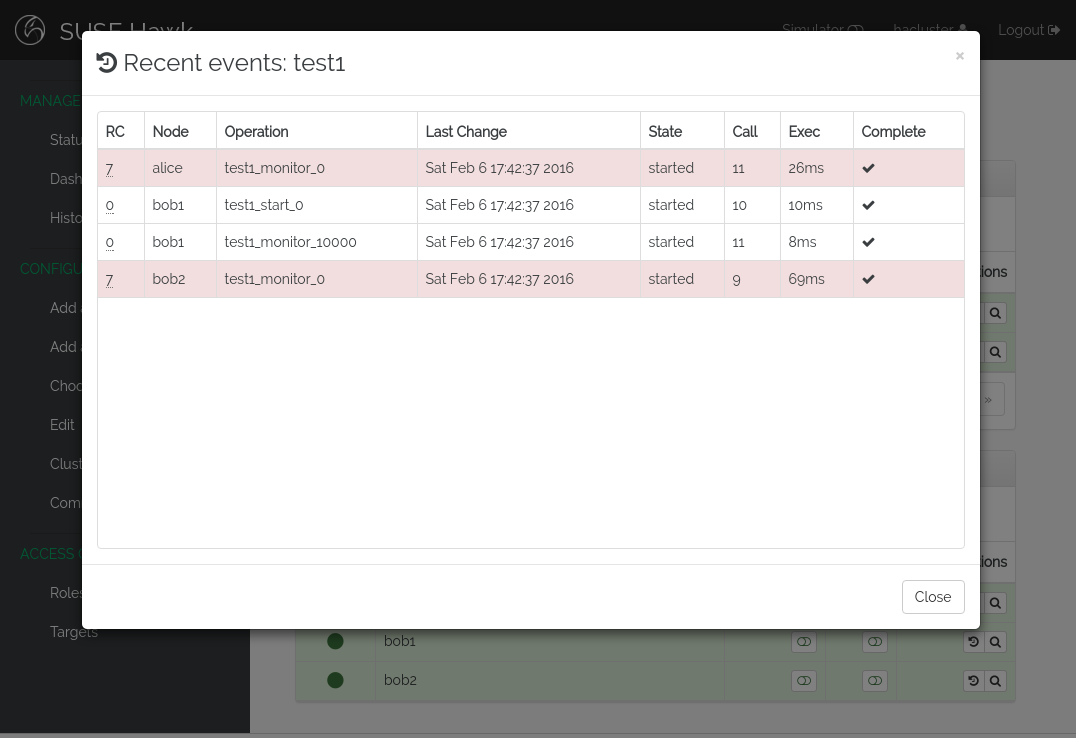 SUSE Hawk
Simulator hacluster Logout
Recent events: test1
×
RC Node Operation Last Change State Call Exec Complete
7 alice test1_monitor_0 Sat Feb 6 17:42:37 2016 started 11 26ms
0 bob1 test1_start_0 Sat Feb 6 17:42:37 2016 started 10 10ms
0 bob1 test1_monitor_10000 Sat Feb 6 17:42:37 2016 started 11 8ms
7 bob2 test1_monitor_0 Sat Feb 6 17:42:37 2016 started 9 69ms
Close
MANAGE
Statu
Dash
Histo
CONFIGU
Add
Add
Choo
Edit
Clust
Com
ACCESS
Roles
Targets
ions
»
ions
bob1
bob2